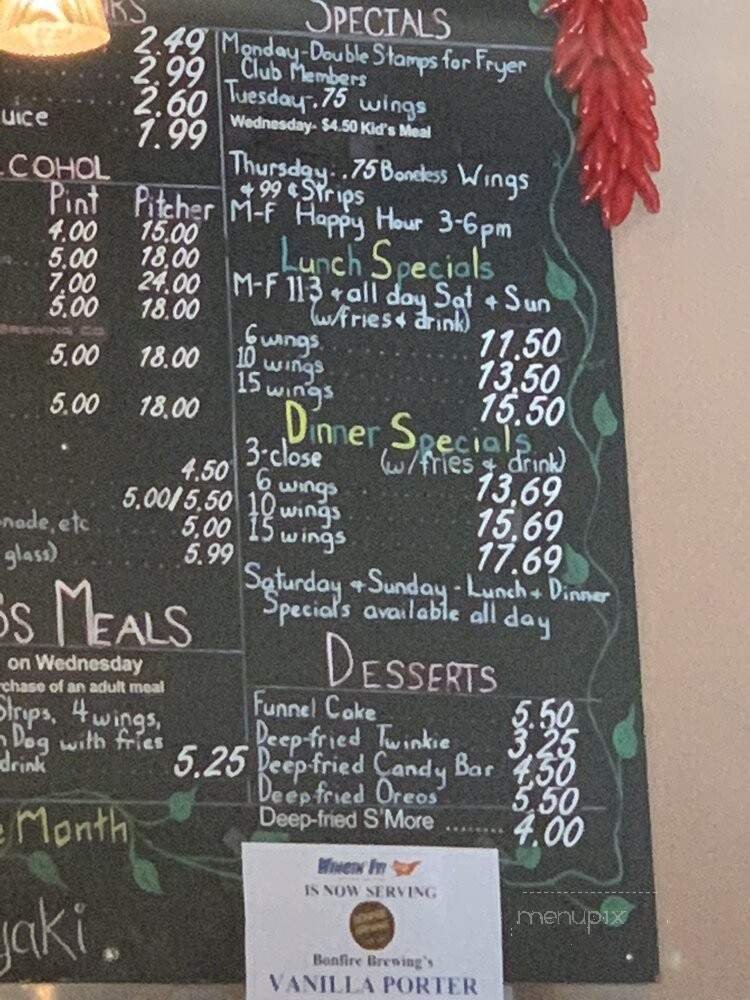 2.49
2.99
uice 2.60
1.99
COHOL
Pint Pitcher
4.00 15.00
5.00 18.00
7.00 24.00
5.00 18.00
BREWING CO
5.00 18.00
5.00 18.00
4.50
5.00/5.50
nade, etc 5.00
glass) 5.99
MEALS
on Wednesday
chase of an adult meal
Strips, 4 wings,
Dog with fries
drink 5.25
Month
yaki.
SPECIALS
Monday-Double Stamps for Fryer
Club Members
Tuesday-.75 wings
Wednesday- $4.50 Kid's Meal
Thursday-.75 Boneless Wings
+ 99 ¢ Strips
M-F Happy Hour 3-6pm
Lunch Specials
M-F 11-3 + all day Sat + Sun
(w/fries + drink)
6 wings 11.50
10 wings 13.50
15 wings 15.50
Dinner Specials
3-close (w/fries + drink)
6 wings 13.69
10 wings 15.69
15 wings 17.69
Saturday + Sunday - Lunch + Dinner
Specials available all day
DESSERTS
Funnel Cake 5.50
Deep-fried Twinkie 3.25
Deep-fried Candy Bar 4.50
Deep-fried Oreos 5.50
Deep-fried S'More ........ 4.00
WINGIN' IT!
IS NOW SERVING
Bonfire Brewing's
VANILLA PORTER
menupix